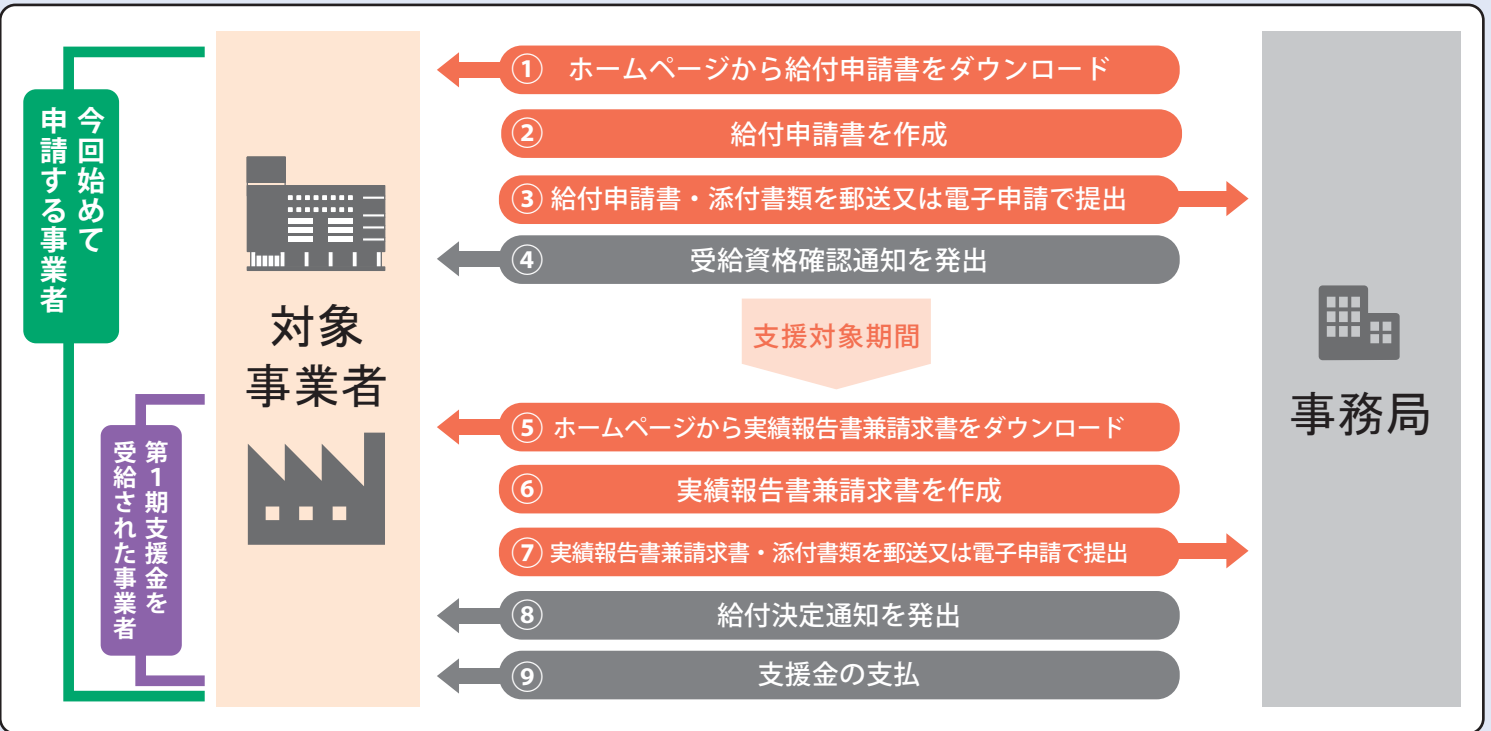 今回始めて
申請する事業者
第1期支援金を
受給された事業者
対象
事業者
① ホームページから給付申請書をダウンロード
② 給付申請書を作成
③ 給付申請書・添付書類を郵送又は電子申請で提出
④ 受給資格確認通知を発出
支援対象期間
⑤ ホームページから実績報告書兼請求書をダウンロード
⑥ 実績報告書兼請求書を作成
⑦ 実績報告書兼請求書・添付書類を郵送又は電子申請で提出
⑧ 給付決定通知を発出
⑨ 支援金の支払
事務局